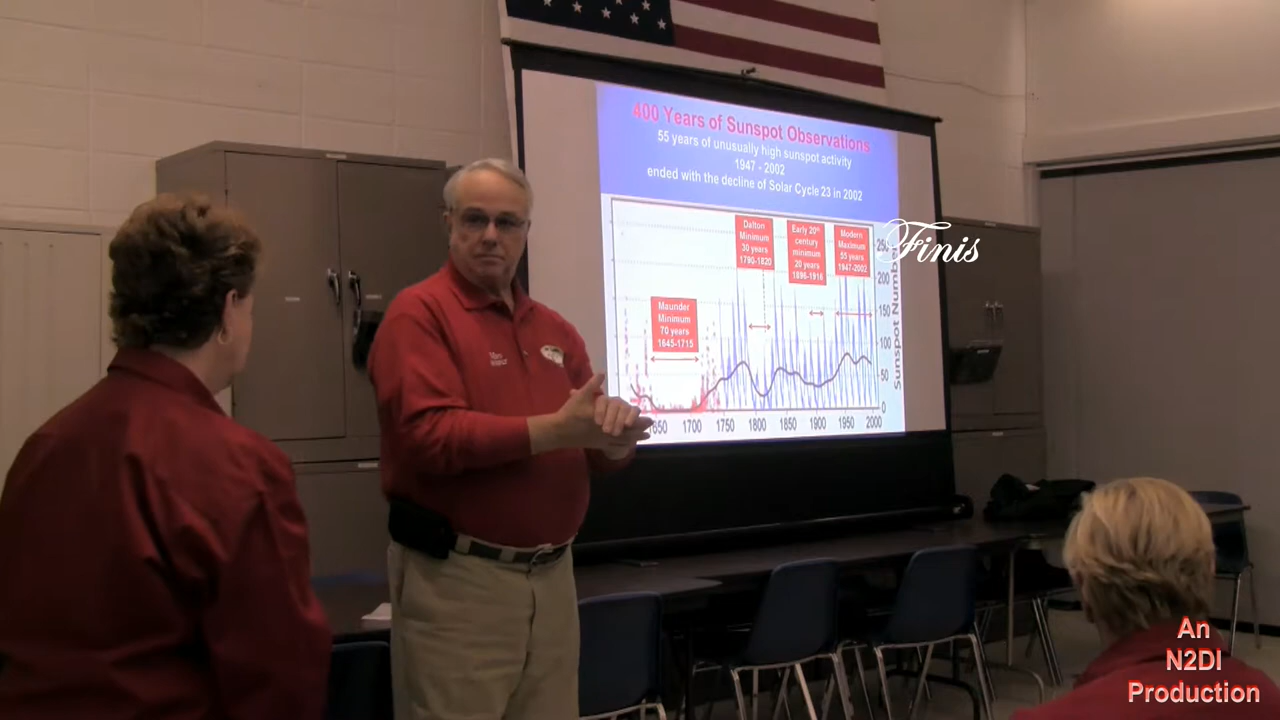 400 Years of Sunspot Observations
55 years of unusually high sunspot activity
1947 - 2002
ended with the decline of Solar Cycle 23 in 2002
Dalton
Minimum
30 years
1790-1820
Early 20th
century
minimum
20 years
1896-1916
Modern
Maximum
55 years
1947-2002
Maunder
Minimum
70 years
1645-1715
250
200
150
100
50
0
Sunspot Number
1700 1750 1800 1850 1900 1950 2000
Finis
An
N2DI
Production